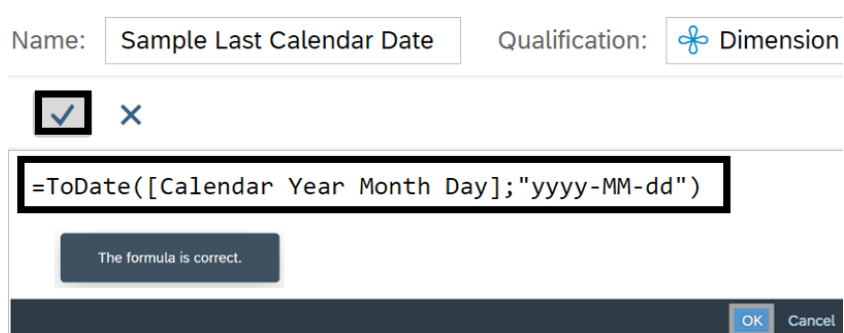 Name: Sample Last Calendar Date Qualification: Dimension
=ToDate([Calendar Year Month Day];"yyyy-MM-dd")
The formula is correct.
OK Cancel